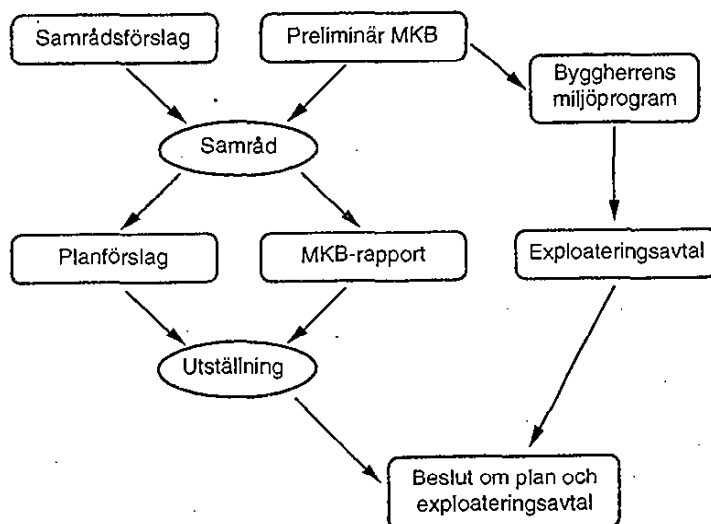 Samrådsförslag
Preliminär MKB
Byggherrens
miljöprogram
Samråd
Planförslag
MKB-rapport
Exploateringsavtal
Utställning
Beslut om plan och
exploateringsavtal